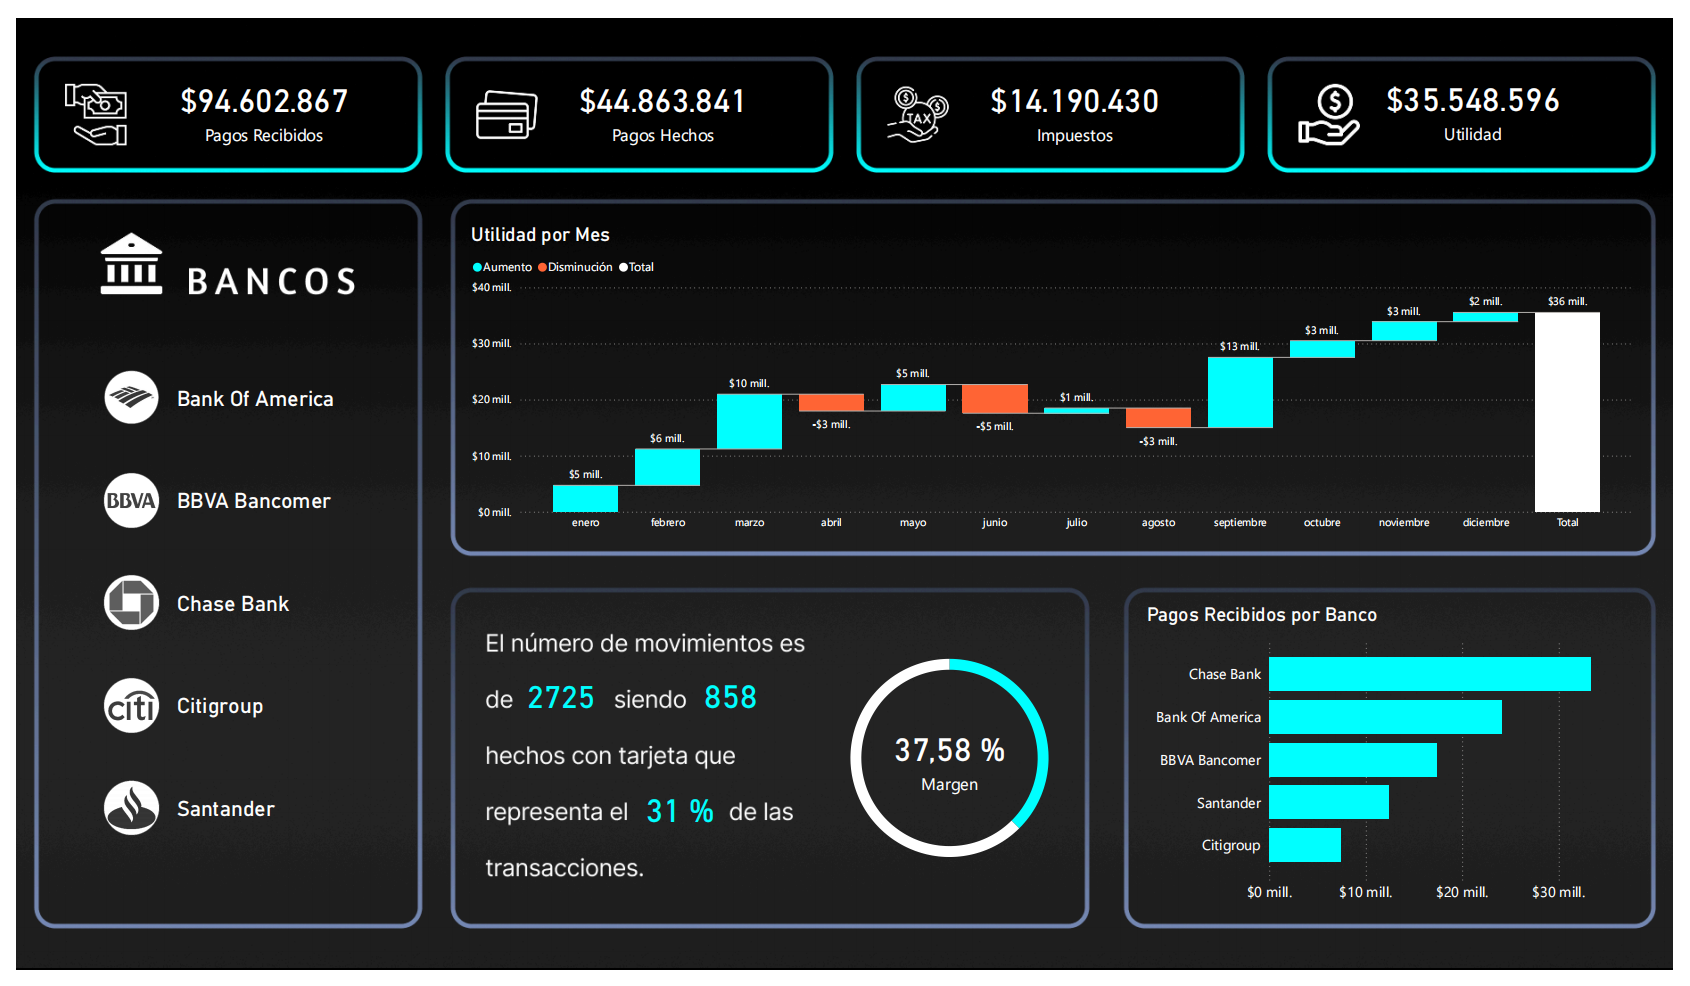 $94.602.867
Pagos Recibidos
$44.863.841
Pagos Hechos
TAX
$14.190.430
Impuestos
$35.548.596
Utilidad
BANCOS
Bank Of America
BBVA
BBVA Bancomer
Chase Bank
citi
Citigroup
Santander
Utilidad por Mes
Aumento Disminución Total
$40 mill.
$30 mill.
$20 mill.
$10 mill.
$0 mill.
$5 mill.
$6 mill.
$10 mill.
-$3 mill.
$5 mill.
-$5 mill.
$1 mill.
-$3 mill.
$13 mill.
$3 mill.
$3 mill.
$2 mill.
$36 mill.
enero febrero marzo abril mayo junio julio agosto septiembre octubre noviembre diciembre Total
El número de movimientos es
de 2725 siendo 858
hechos con tarjeta que
representa el 31 % de las
transacciones.
37,58 %
Margen
Pagos Recibidos por Banco
Chase Bank
Bank Of America
BBVA Bancomer
Santander
Citigroup
$0 mill. $10 mill. $20 mill. $30 mill.